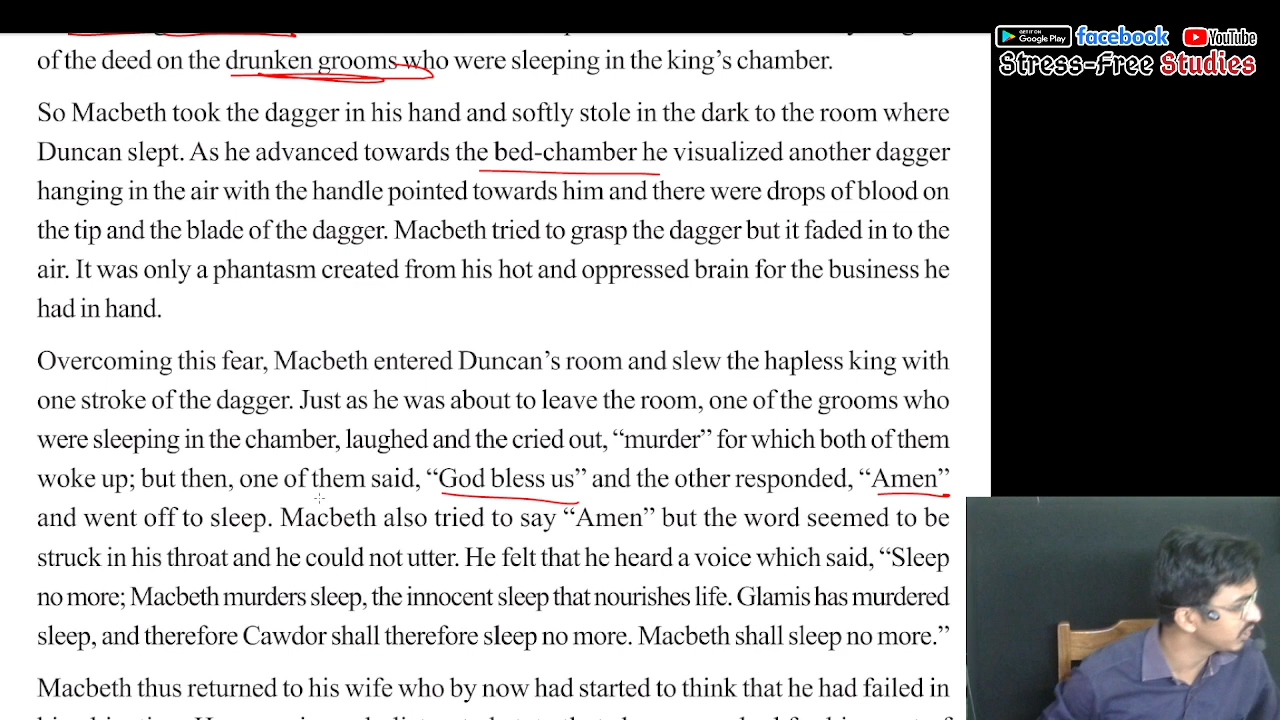 GET IT ON
Google Play
facebook
YouTube
Stress-Free Studies
of the deed on the drunken grooms who were sleeping in the king's chamber.
So Macbeth took the dagger in his hand and softly stole in the dark to the room where
Duncan slept. As he advanced towards the bed-chamber he visualized another dagger
hanging in the air with the handle pointed towards him and there were drops of blood on
the tip and the blade of the dagger. Macbeth tried to grasp the dagger but it faded in to the
air. It was only a phantasm created from his hot and oppressed brain for the business he
had in hand.
Overcoming this fear, Macbeth entered Duncan's room and slew the hapless king with
one stroke of the dagger. Just as he was about to leave the room, one of the grooms who
were sleeping in the chamber, laughed and the cried out, “murder” for which both of them
woke up; but then, one of them said, “God bless us” and the other responded, “Amen”
and went off to sleep. Macbeth also tried to say “Amen” but the word seemed to be
struck in his throat and he could not utter. He felt that he heard a voice which said, “Sleep
no more; Macbeth murders sleep, the innocent sleep that nourishes life. Glamis has murdered
sleep, and therefore Cawdor shall therefore sleep no more. Macbeth shall sleep no more.”
Macbeth thus returned to his wife who by now had started to think that he had failed in